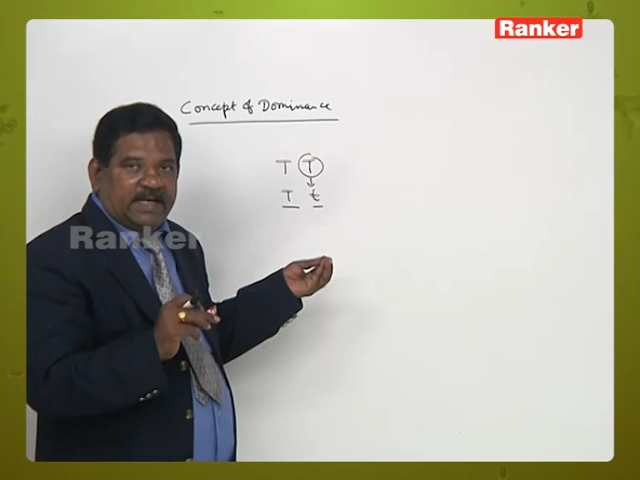 Ranker
Concept of Dominance
T T
T t
Ranker